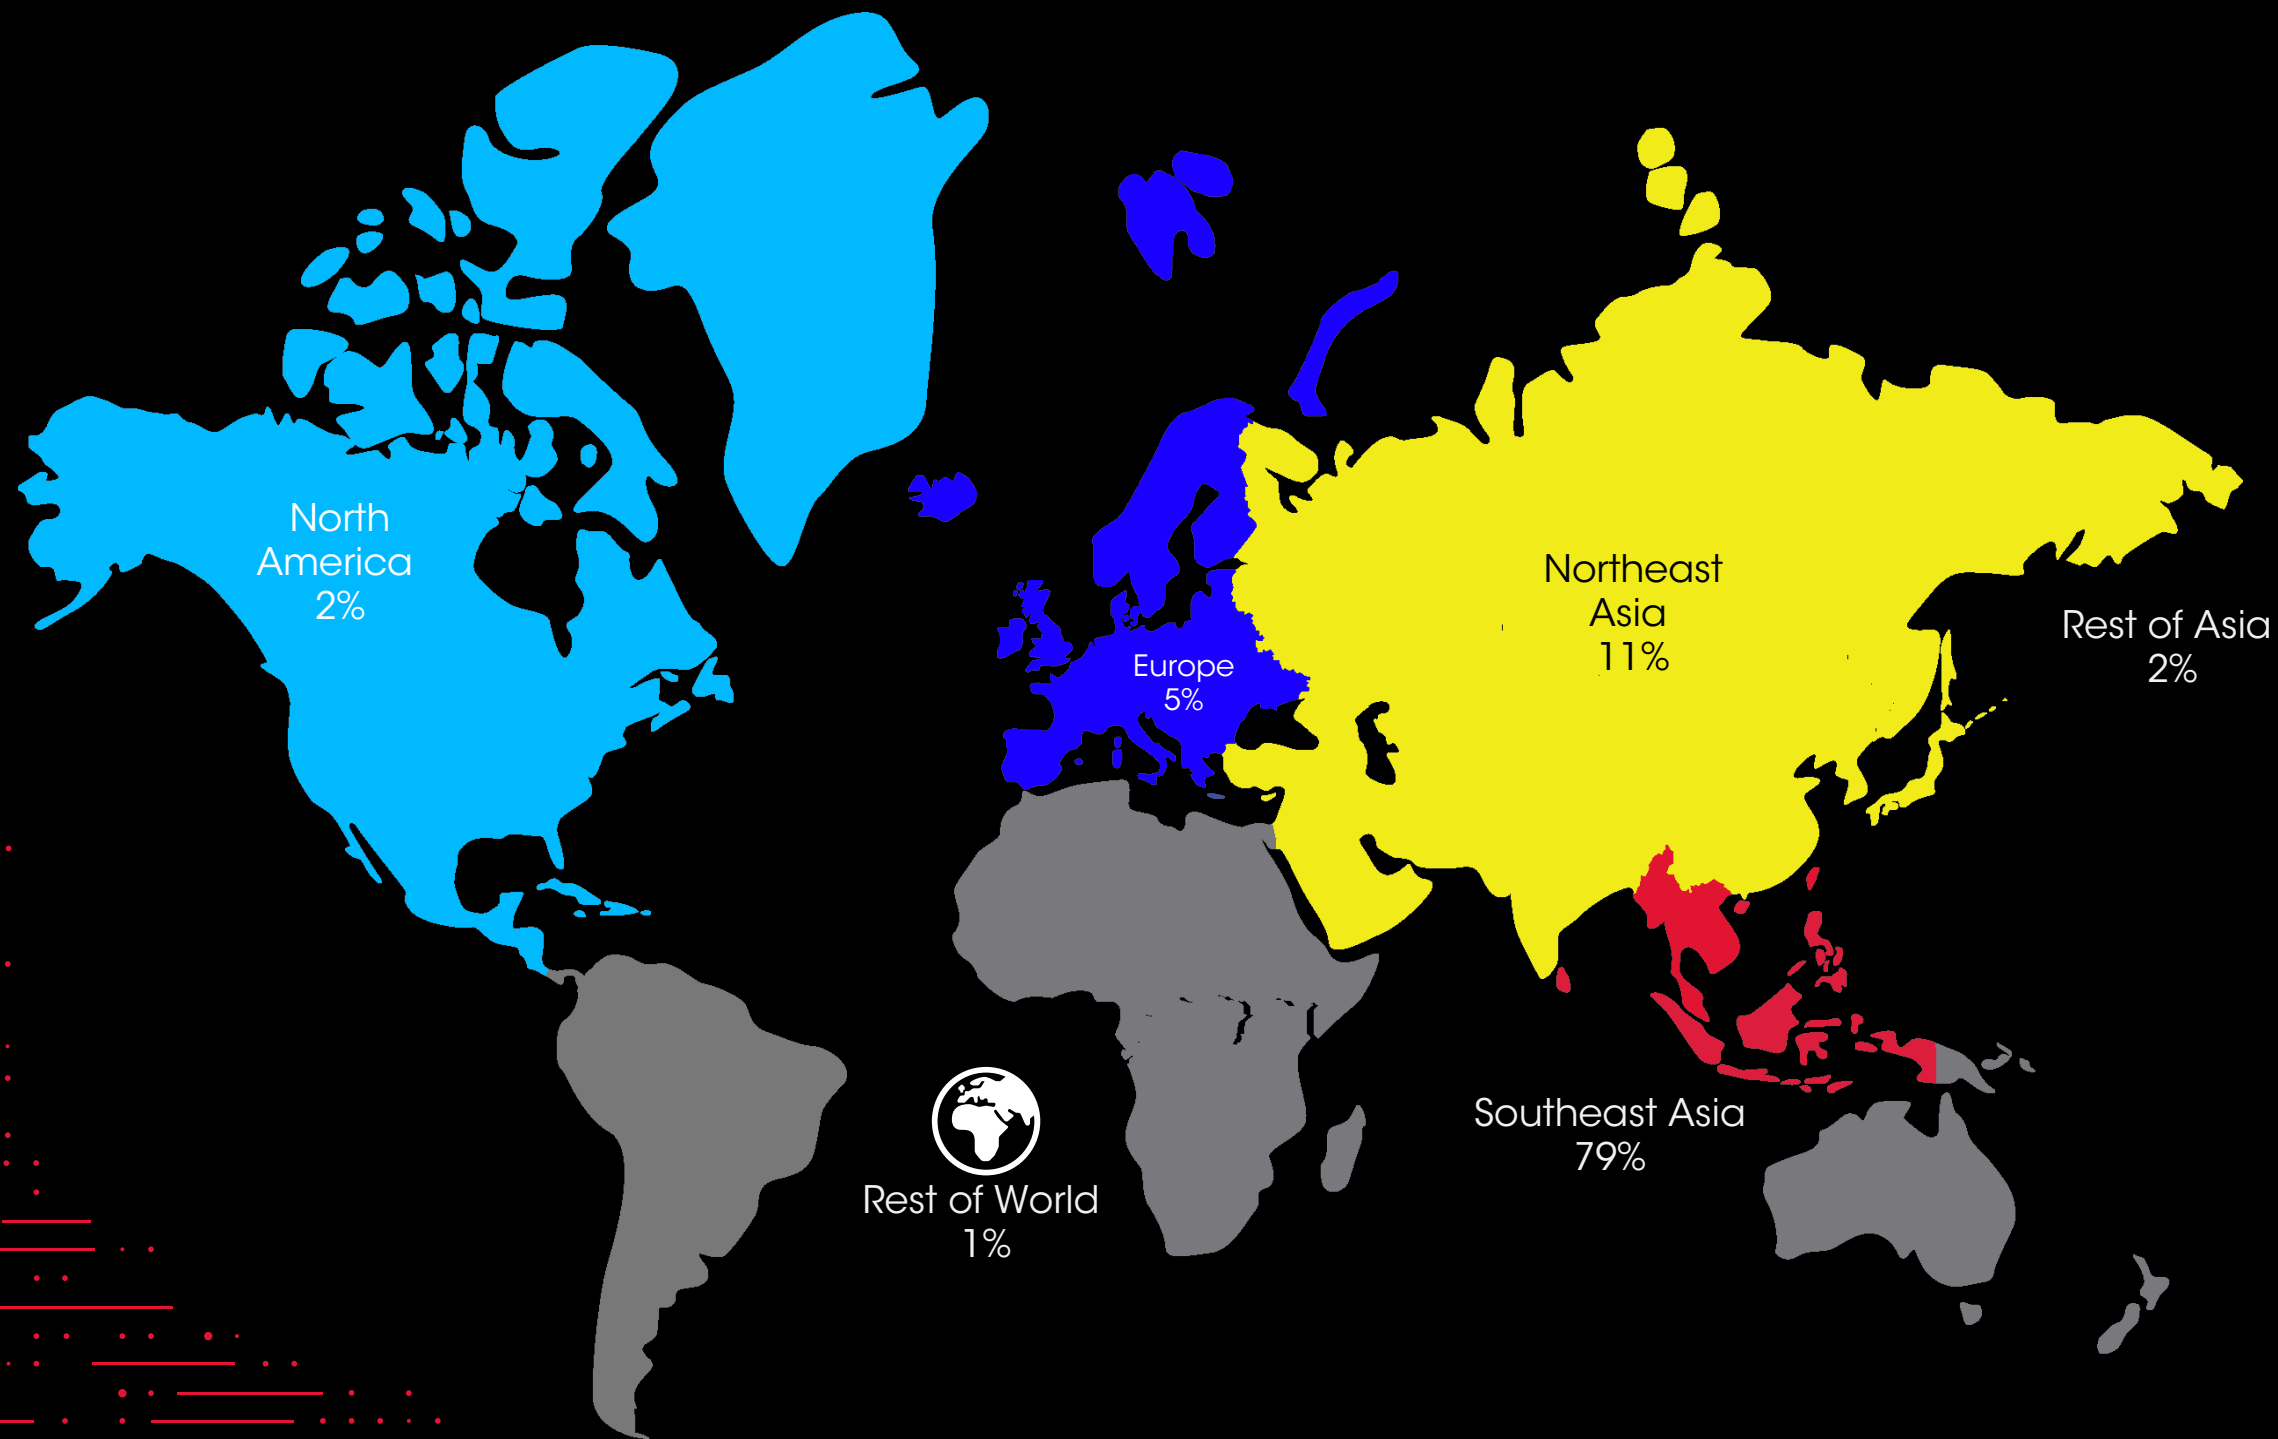 North
America
2%
Europe
5%
Northeast
Asia
11%
Rest of Asia
2%
Southeast Asia
79%
Rest of World
1%